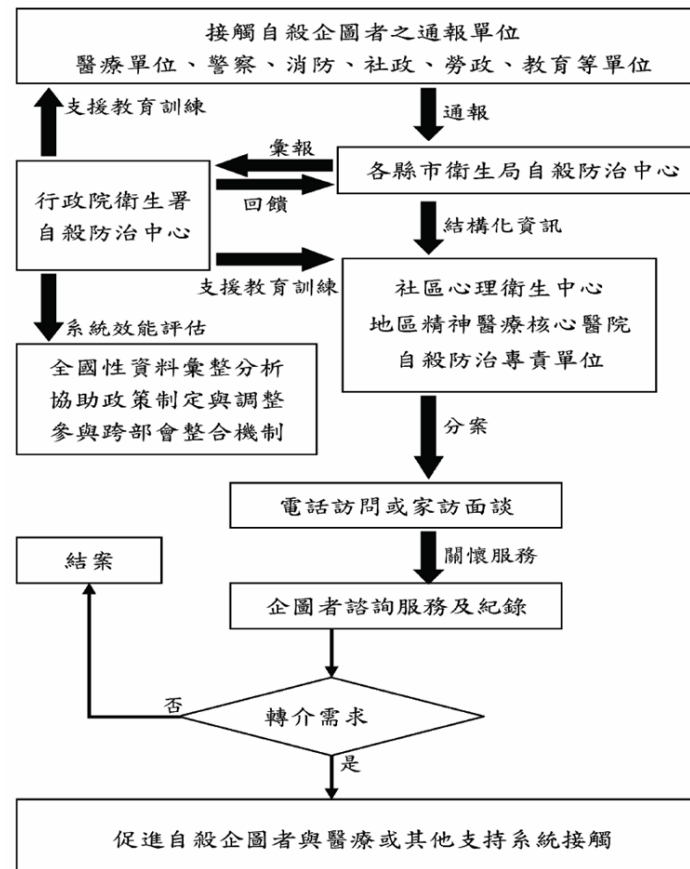 接觸自殺企圖者之通報單位
醫療單位、警察、消防、社政、勞政、教育等單位
支援教育訓練
通報
彙報
各縣市衛生局自殺防治中心
行政院衛生署
自殺防治中心
回饋
結構化資訊
支援教育訓練
社區心理衛生中心
地區精神醫療核心醫院
自殺防治專責單位
系統效能評估
全國性資料彙整分析
協助政策制定與調整
參與跨部會整合機制
分案
電話訪問或家訪面談
關懷服務
結案
企圖者諮詢服務及紀錄
否
轉介需求
是
促進自殺企圖者與醫療或其他支持系統接觸